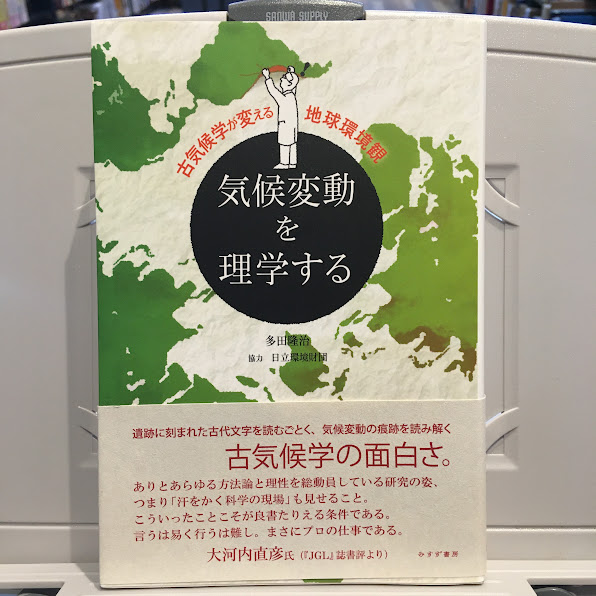 SANWA SUPPLY
古気候学が変える 地球環境観
気候変動
を
理学する
多田隆治
協力 日立環境財団
遺跡に刻まれた古代文字を読むごとく、気候変動の痕跡を読み解く
古気候学の面白さ。
ありとあらゆる方法論と理性を総動員している研究の姿、
つまり「汗をかく科学の現場」も見せること。
こういったことこそが良書たりえる条件である。
言うは易く行うは難し。まさにプロの仕事である。
大河内直彦氏(『JGL』誌書評より)
みすず書房